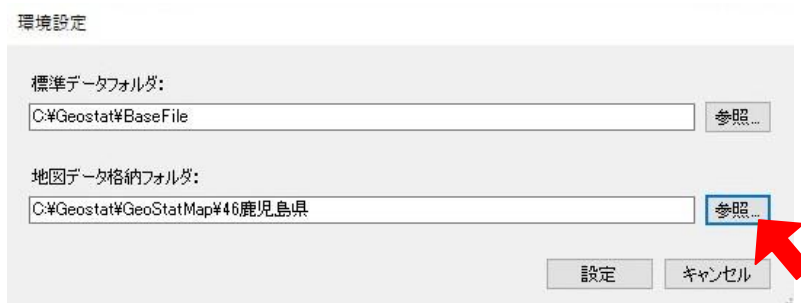 環境設定
標準データフォルダ:
C:¥Geostat¥BaseFile 参照...
地図データ格納フォルダ:
C:¥Geostat¥GeoStatMap¥46鹿児島県 参照...
設定 キャンセル